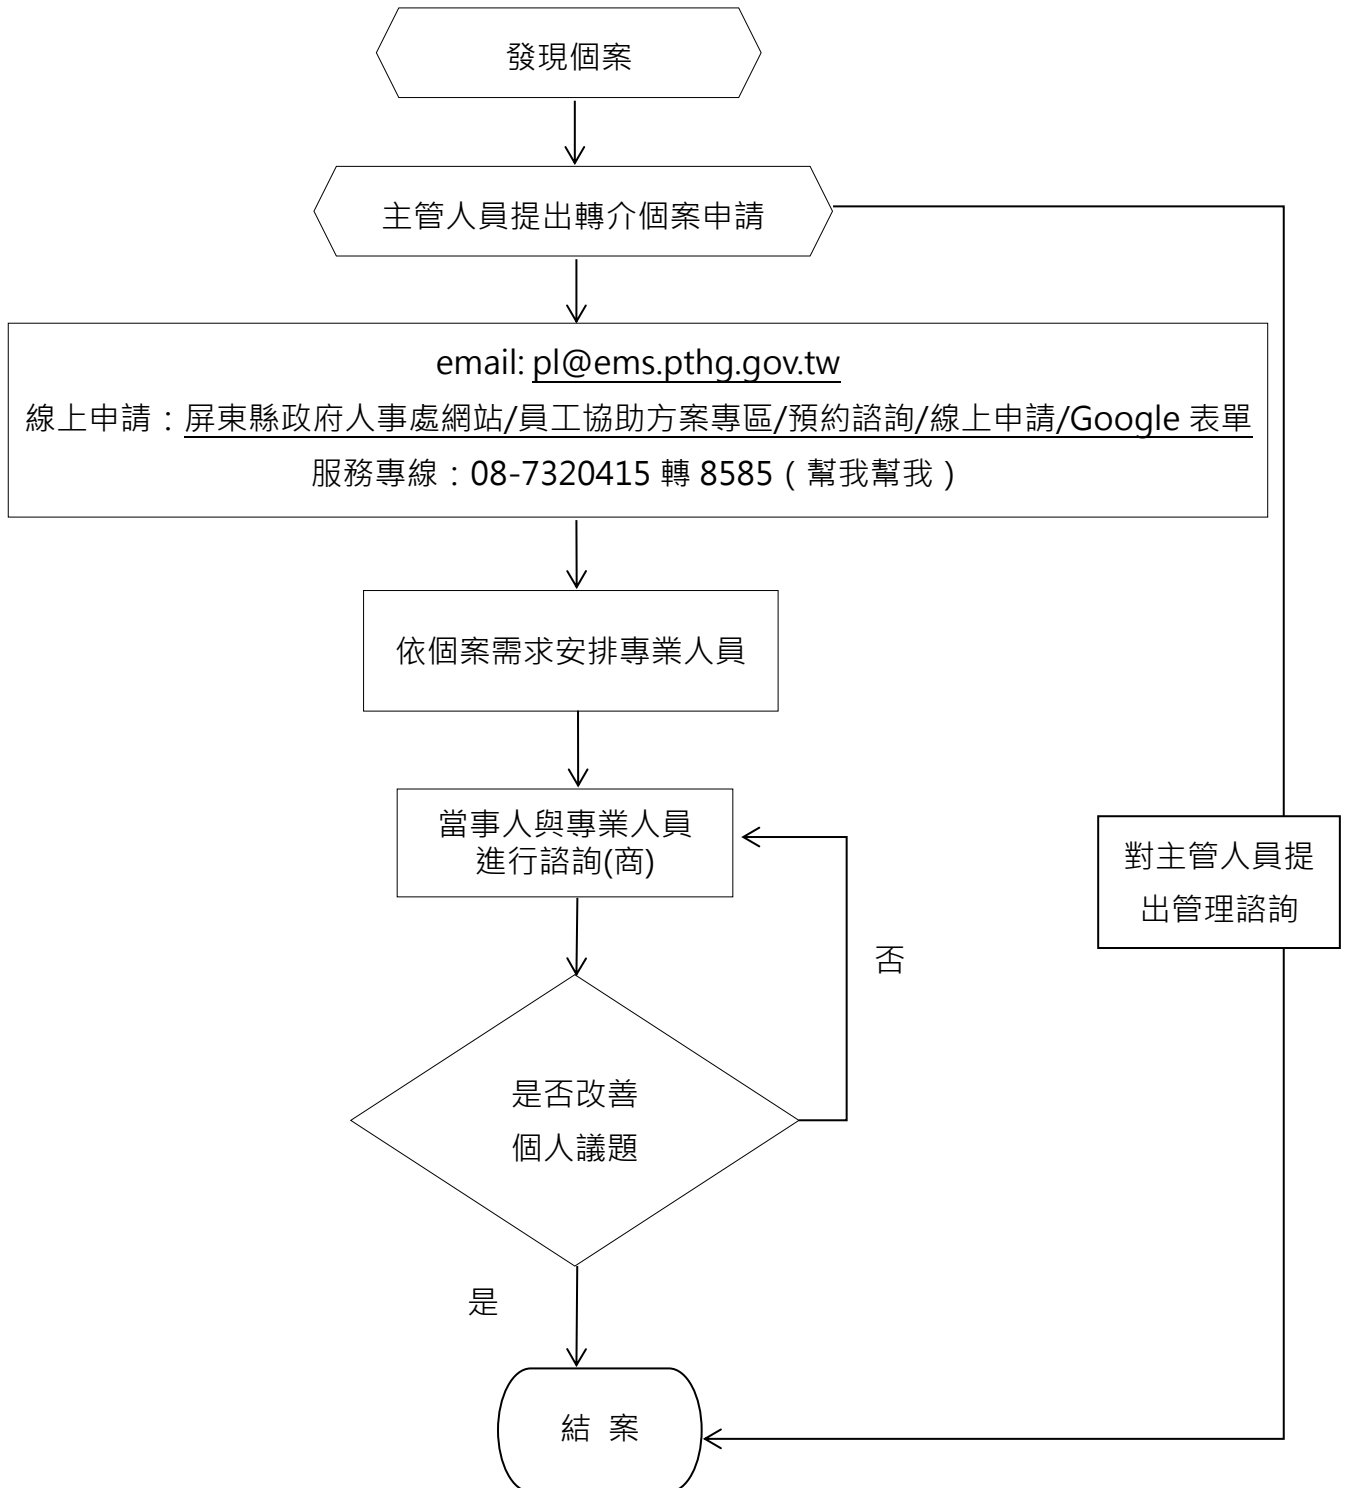 發現個案
主管人員提出轉介個案申請
email: pl@ems.pthg.gov.tw
線上申請：屏東縣政府人事處網站/員工協助方案專區/預約諮詢/線上申請/Google 表單
服務專線：08-7320415 轉 8585（幫我幫我）
依個案需求安排專業人員
當事人與專業人員
進行諮詢(商)
對主管人員提
出管理諮詢
否
是否改善
個人議題
是
結 案